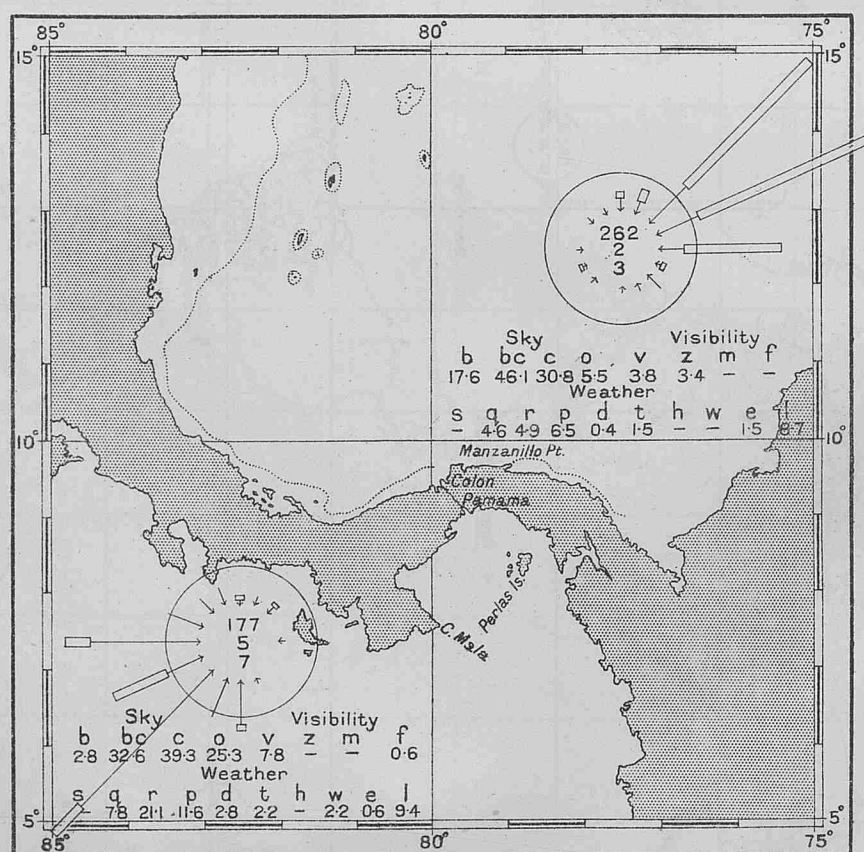 85° 80° 75°
15° 15°
262
2
3
Sky Visibility
b bc c o v z m f
17·6 46·1 30·8 5·5 3·8 3·4 – –
Weather
s q r p d t h w e l
– 4·6 4·9 6·5 0·4 1·5 – – 1·5 8·7
10° 10°
Manzanillo Pt.
Colon
Pamama
Perlas Is.
C. Mala
177
5
7
Sky Visibility
b bc c o v z m f
2·8 32·6 39·3 25·3 7·8 – – 0·6
Weather
s q r p d t h w e l
– 7·8 21·1 11·6 2·8 2·2 – 2·2 0·6 9·4
5° 5°
85° 80° 75°